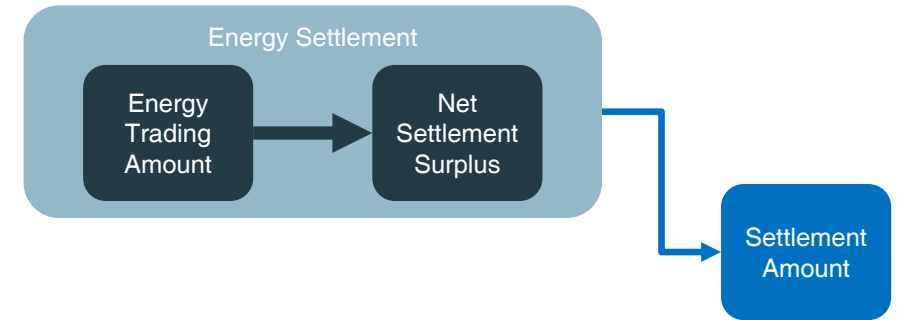 Energy Settlement
Energy
Trading
Amount
Net
Settlement
Surplus
Settlement
Amount